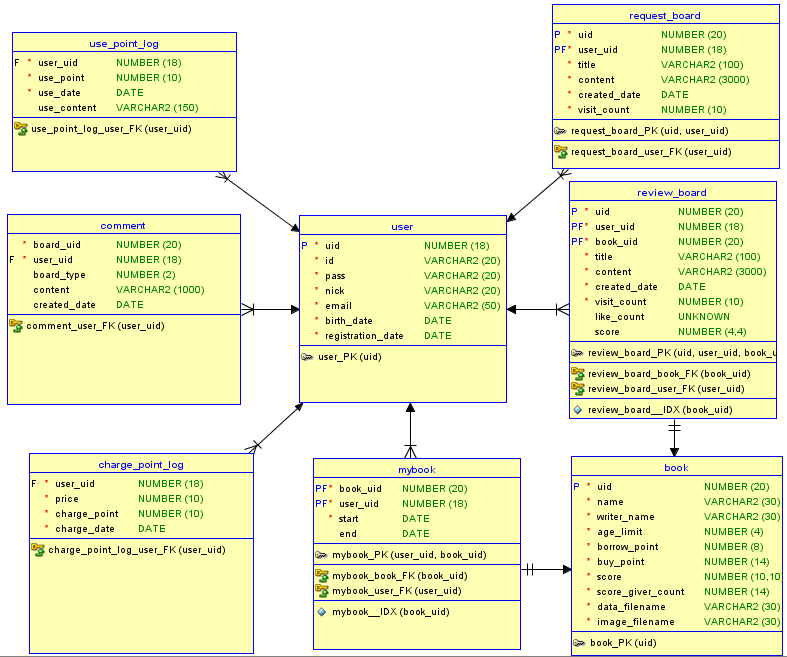 use_point_log
F * user_uid NUMBER (18)
* use_point NUMBER (10)
* use_date DATE
use_content VARCHAR2 (150)
use_point_log_user_FK (user_uid)
request_board
P * uid NUMBER (20)
PF* user_uid NUMBER (18)
* title VARCHAR2 (100)
* content VARCHAR2 (3000)
* created_date DATE
* visit_count NUMBER (10)
request_board_PK (uid, user_uid)
request_board_user_FK (user_uid)
comment
* board_uid NUMBER (20)
F * user_uid NUMBER (18)
board_type NUMBER (2)
content VARCHAR2 (1000)
created_date DATE
comment_user_FK (user_uid)
user
P * uid NUMBER (18)
* id VARCHAR2 (20)
* pass VARCHAR2 (20)
* nick VARCHAR2 (20)
* email VARCHAR2 (50)
* birth_date DATE
* registration_date DATE
user_PK (uid)
review_board
P * uid NUMBER (20)
PF* user_uid NUMBER (18)
PF* book_uid NUMBER (20)
* title VARCHAR2 (100)
* content VARCHAR2 (3000)
* created_date DATE
* visit_count NUMBER (10)
like_count UNKNOWN
score NUMBER (4,4)
review_board_PK (uid, user_uid, book_u
review_board_book_FK (book_uid)
review_board_user_FK (user_uid)
review_board__IDX (book_uid)
charge_point_log
F * user_uid NUMBER (18)
* price NUMBER (10)
* charge_point NUMBER (10)
* charge_date DATE
charge_point_log_user_FK (user_uid)
mybook
PF* book_uid NUMBER (20)
PF* user_uid NUMBER (18)
* start DATE
end DATE
mybook_PK (user_uid, book_uid)
mybook_book_FK (book_uid)
mybook_user_FK (user_uid)
mybook__IDX (book_uid)
book
P * uid NUMBER (20)
* name VARCHAR2 (30)
* writer_name VARCHAR2 (30)
* age_limit NUMBER (4)
* borrow_point NUMBER (8)
* buy_point NUMBER (14)
* score NUMBER (10,10)
* score_giver_count NUMBER (14)
* data_filename VARCHAR2 (30)
* image_filename VARCHAR2 (30)
book_PK (uid)